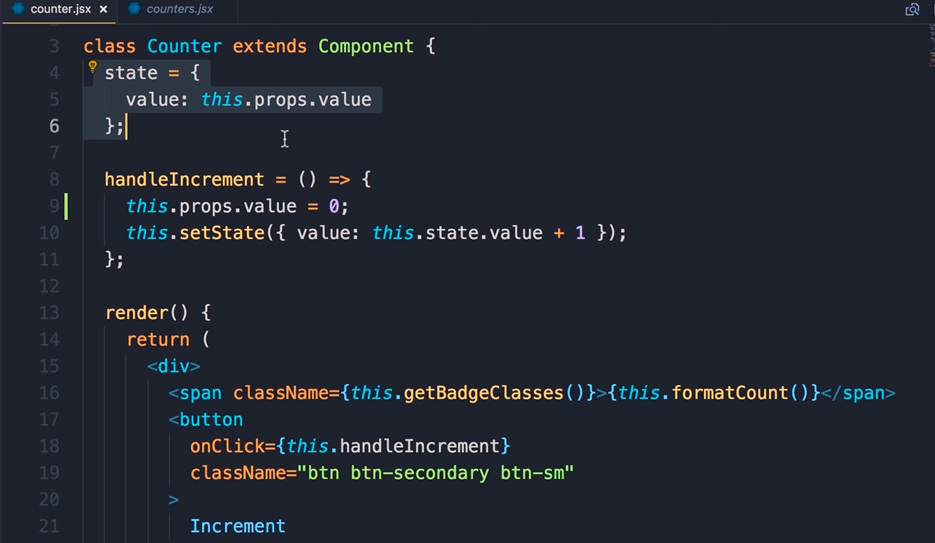 counter.jsx × counters.jsx
3 class Counter extends Component {
4 state = {
5 value: this.props.value
6 };
7
8 handleIncrement = () => {
9 this.props.value = 0;
10 this.setState({ value: this.state.value + 1 });
11 };
12
13 render() {
14 return (
15 <div>
16 <span className={this.getBadgeClasses()}>{this.formatCount()}</span>
17 <button
18 onClick={this.handleIncrement}
19 className="btn btn-secondary btn-sm"
20 >
21 Increment